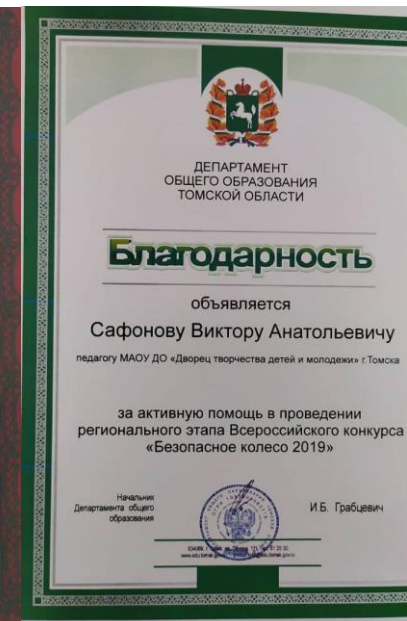 ДЕПАРТАМЕНТ
ОБЩЕГО ОБРАЗОВАНИЯ
ТОМСКОЙ ОБЛАСТИ
Благодарность
объявляется
Сафонову Виктору Анатольевичу
педагогу МАОУ ДО «Дворец творчества детей и молодежи» г.Томска
за активную помощь в проведении
регионального этапа Всероссийского конкурса
«Безопасное колесо 2019»
Начальник
Департамента общего
образования
И.Б. Грабцевич